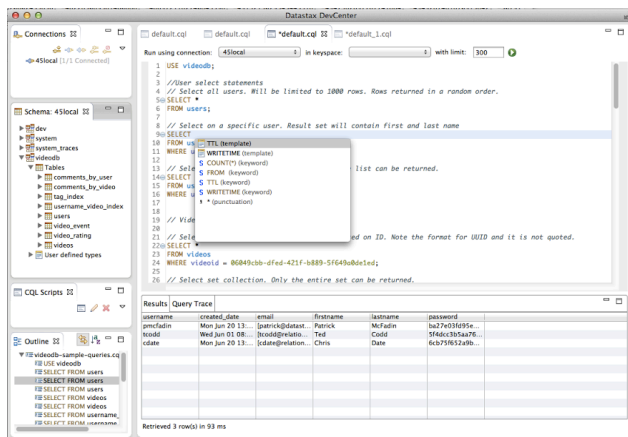 Datastax DevCenter
Connections
45local [1/1 Connected]
Schema: 45local
dev
system
system_traces
videodb
Tables
comments_by_user
comments_by_video
tag_index
username_video_index
users
video_event
video_rating
videos
User defined types
CQL Scripts
Outline
videodb-sample-queries.cq
USE videodb
SELECT FROM users
SELECT FROM users
SELECT FROM users
SELECT FROM videos
SELECT FROM videos
SELECT FROM username_
SELECT FROM username
default.cql
default.cql
*default.cql
*default_1.cql
Run using connection: 45local in keyspace: with limit: 300
1 USE videodb;
2
3 //User select statements
4 // Select all users. Will be limited to 1000 rows. Rows returned in a random order.
5 SELECT *
6 FROM users;
7
8 // Select on a specific user. Result set will contain first and last name
9 SELECT
10 FROM us
11 WHERE u
12
13 // Sele list can be returned.
14 SELECT
15 FROM us
16 WHERE u
17
18
19 // Vid
20
21 // Sele ed on ID. Note the format for UUID and it is not quoted.
22 SELECT *
23 FROM videos
24 WHERE videoid = 06049cbb-dfed-421f-b889-5f649a0de1ed;
25
26 // Select set collection. Only the entire set can be returned.
TTL (template)
WRITETIME (template)
COUNT(*) (keyword)
FROM (keyword)
TTL (keyword)
WRITETIME (keyword)
* (punctuation)
Results Query Trace
username created_date email firstname lastname password
pmcfadin Mon Jun 20 13:... [patrick@datast... Patrick McFadin ba27e03fd95e...
tcodd Wed Jun 01 08:... [tcodd@relation... Ted Codd 5f4dcc3b5aa76...
cdate Mon Jun 20 13:... [cdate@relation... Chris Date 6cb75f652a9b...
Retrieved 3 row(s) in 93 ms